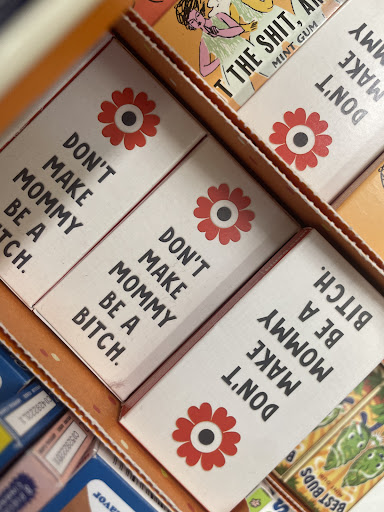 T THE SHIT, A
MINT GUM
DON'T
MAKE
MOMMY
DON'T
MAKE
MOMMY
BE A
BITCH.
DON'T
MAKE
MOMMY
BE A
BITCH.
DON'T
MAKE
MOMMY
BE A
BITCH.
BEST BUDS